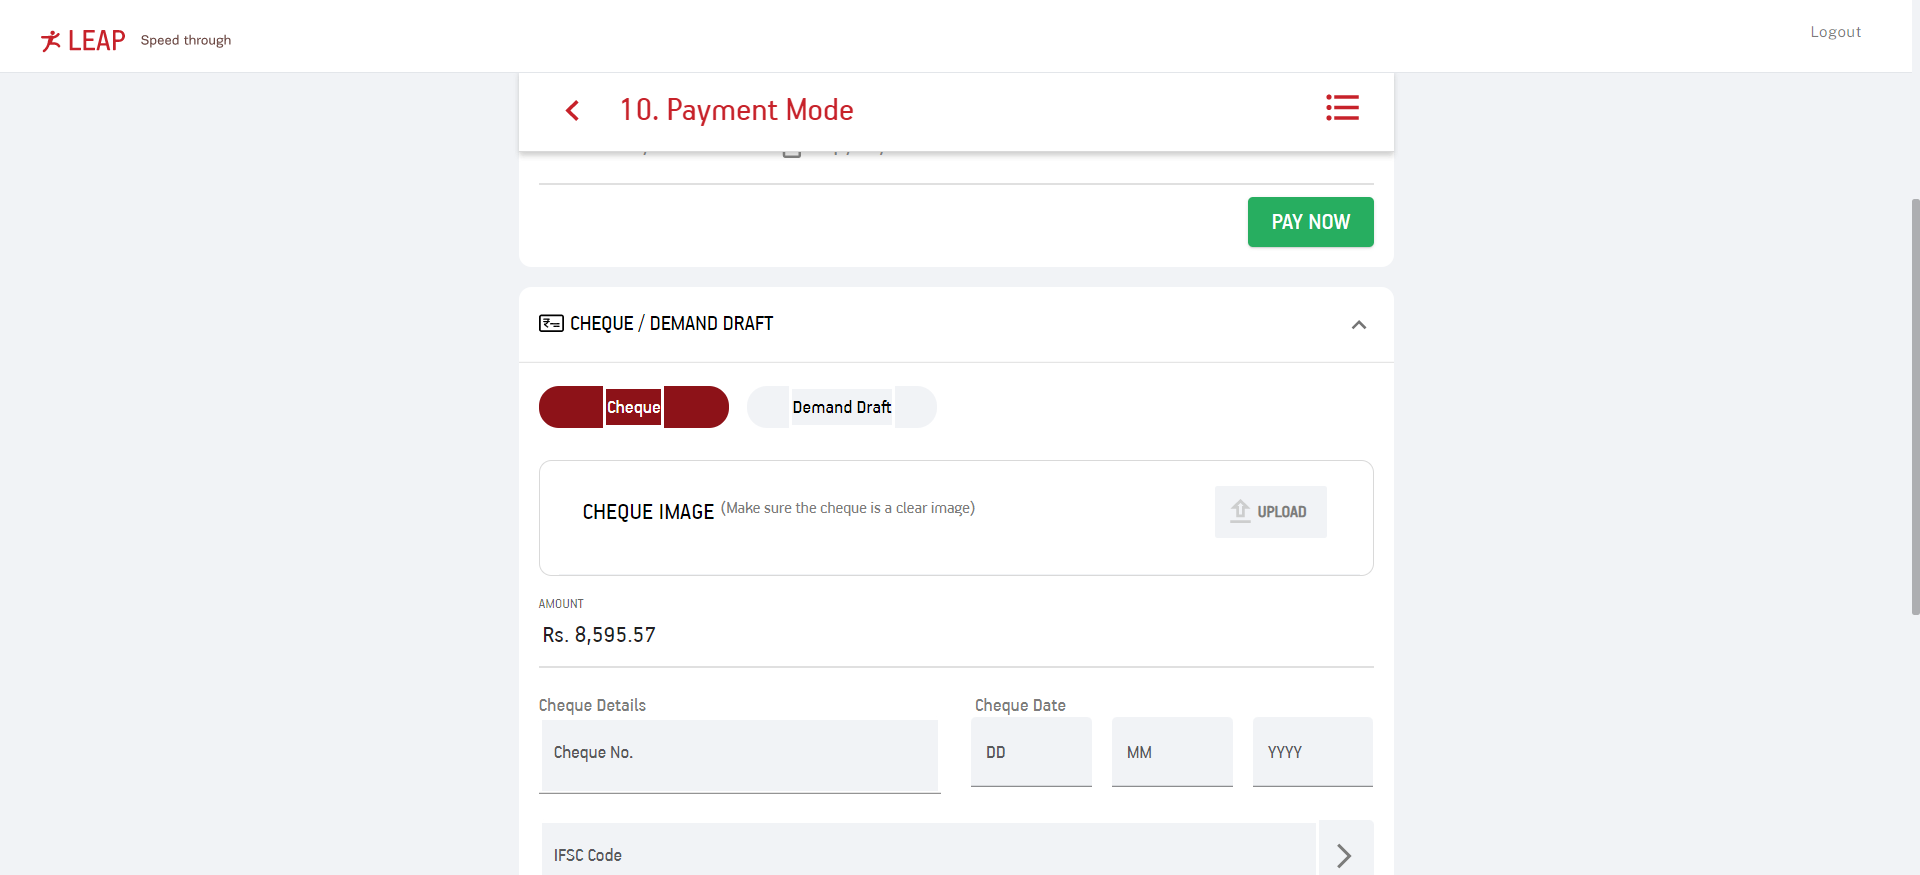 LEAP Speed through
Logout
10. Payment Mode
PAY NOW
CHEQUE / DEMAND DRAFT
Cheque Demand Draft
CHEQUE IMAGE (Make sure the cheque is a clear image)
UPLOAD
AMOUNT
Rs. 8,595.57
Cheque Details Cheque Date
Cheque No. DD MM YYYY
IFSC Code